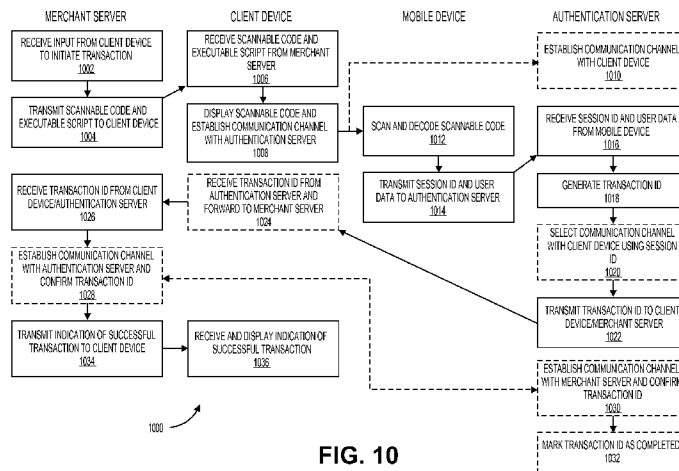 MERCHANT SERVER
CLIENT DEVICE
MOBILE DEVICE
AUTHENTICATION SERVER
RECEIVE INPUT FROM CLIENT DEVICE
TO INITIATE TRANSACTION
1002
TRANSMIT SCANNABLE CODE AND
EXECUTABLE SCRIPT TO CLIENT DEVICE
1004
RECEIVE SCANNABLE CODE AND
EXECUTABLE SCRIPT FROM MERCHANT
SERVER
1006
DISPLAY SCANNABLE CODE AND
ESTABLISH COMMUNICATION CHANNEL
WITH AUTHENTICATION SERVER
1008
ESTABLISH COMMUNICATION CHANNEL
WITH CLIENT DEVICE
1010
SCAN AND DECODE SCANNABLE CODE
1012
TRANSMIT SESSION ID AND USER
DATA TO AUTHENTICATION SERVER
1014
RECEIVE SESSION ID AND USER DATA
FROM MOBILE DEVICE
1016
GENERATE TRANSACTION ID
1018
SELECT COMMUNICATION CHANNEL
WITH CLIENT DEVICE USING SESSION
ID
1020
TRANSMIT TRANSACTION ID TO CLIENT
DEVICE/MERCHANT SERVER
1022
RECEIVE TRANSACTION ID FROM
AUTHENTICATION SERVER AND
FORWARD TO MERCHANT SERVER
1024
RECEIVE TRANSACTION ID FROM CLIENT
DEVICE/AUTHENTICATION SERVER
1026
ESTABLISH COMMUNICATION CHANNEL
WITH AUTHENTICATION SERVER AND
CONFIRM TRANSACTION ID
1028
ESTABLISH COMMUNICATION CHANNEL
WITH MERCHANT SERVER AND CONFIRM
TRANSACTION ID
1030
MARK TRANSACTION ID AS COMPLETED
1032
TRANSMIT INDICATION OF SUCCESSFUL
TRANSACTION TO CLIENT DEVICE
1034
RECEIVE AND DISPLAY INDICATION OF
SUCCESSFUL TRANSACTION
1036
1000
FIG. 10